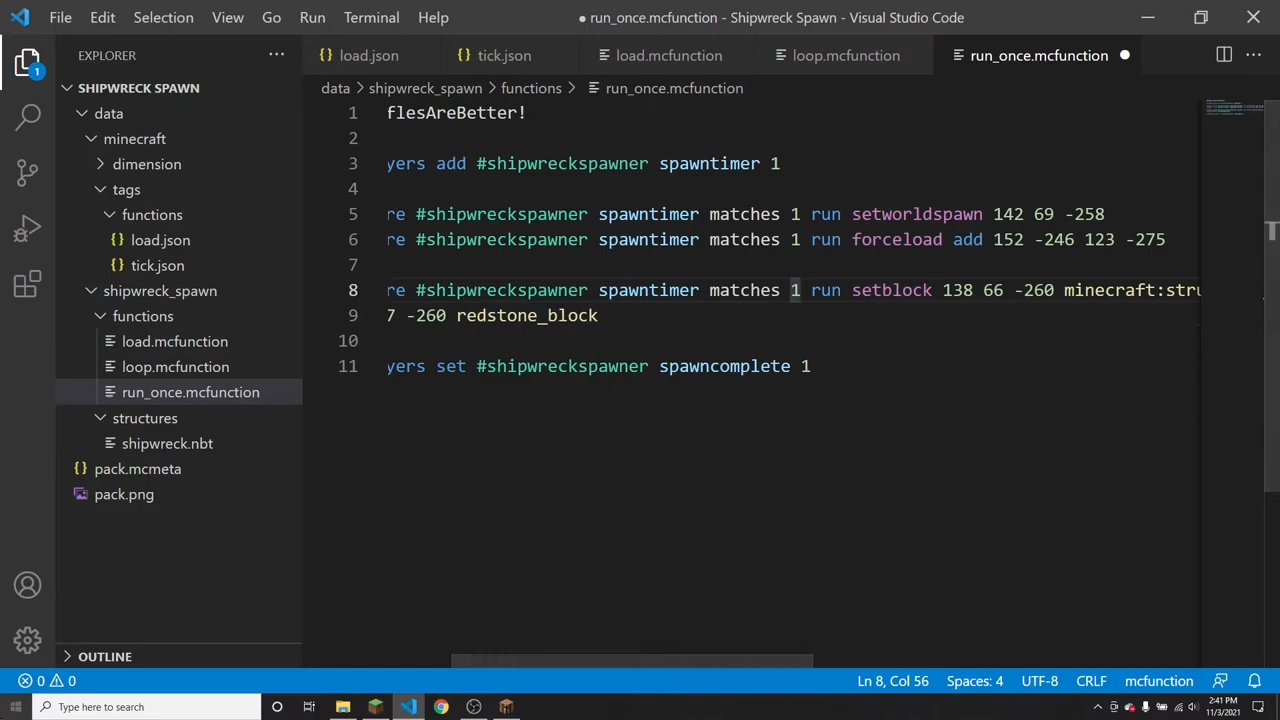 File Edit Selection View Go Run Terminal Help
● run_once.mcfunction - Shipwreck Spawn - Visual Studio Code
EXPLORER
load.json tick.json load.mcfunction loop.mcfunction run_once.mcfunction
1
SHIPWRECK SPAWN
data > shipwreck_spawn > functions > run_once.mcfunction
data
minecraft
dimension
tags
functions
load.json
tick.json
shipwreck_spawn
functions
load.mcfunction
loop.mcfunction
run_once.mcfunction
structures
shipwreck.nbt
pack.mcmeta
pack.png
OUTLINE
1 flesAreBetter!
2
3 yers add #shipwreckspawner spawntimer 1
4
5 re #shipwreckspawner spawntimer matches 1 run setworldspawn 142 69 -258
6 re #shipwreckspawner spawntimer matches 1 run forceload add 152 -246 123 -275
7
8 re #shipwreckspawner spawntimer matches 1 run setblock 138 66 -260 minecraft:stru
9 7 -260 redstone_block
10
11 yers set #shipwreckspawner spawncomplete 1
0 0 Ln 8, Col 56 Spaces: 4 UTF-8 CRLF mcfunction
Type here to search
2:41 PM
11/3/2021